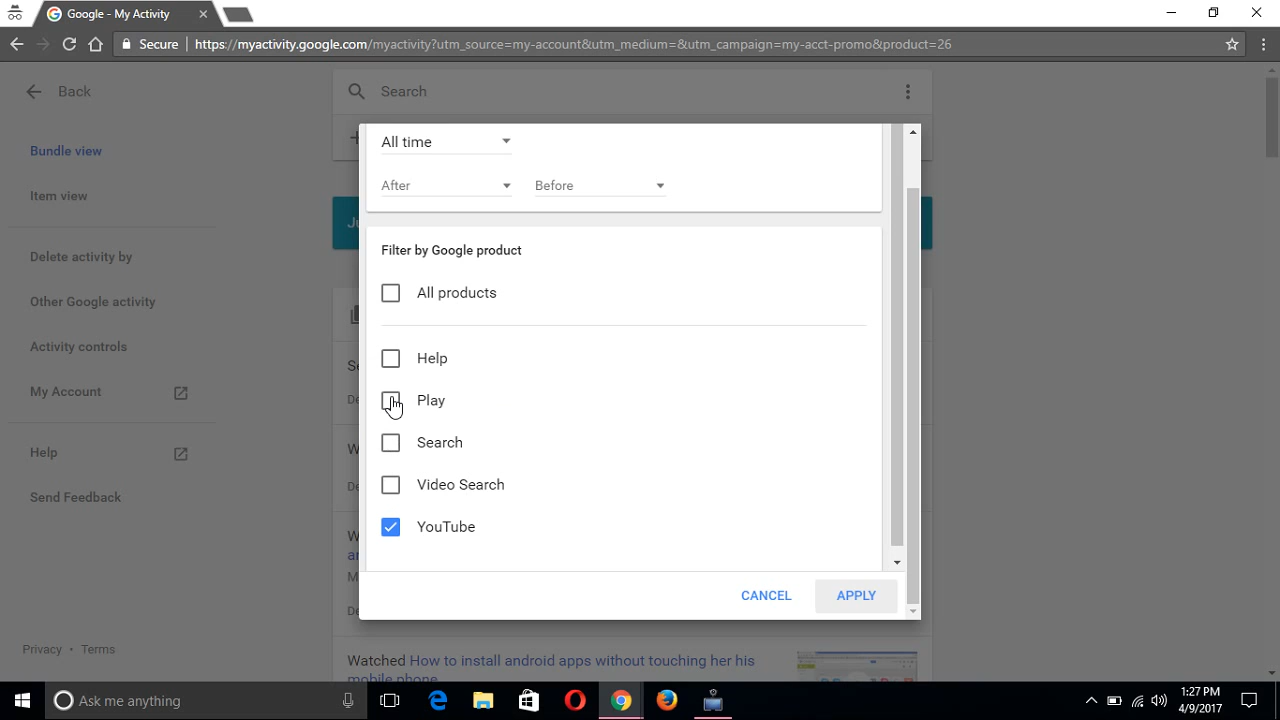 Google - My Activity
Secure
https://myactivity.google.com/myactivity?utm_source=my-account&utm_medium=&utm_campaign=my-acct-promo&product=26
Back
Search
Bundle view
Item view
Delete activity by
Other Google activity
Activity controls
My Account
Help
Send Feedback
Privacy • Terms
All time
After
Before
Filter by Google product
All products
Help
Play
Search
Video Search
YouTube
CANCEL
APPLY
Watched How to install android apps without touching her his
mobile phone
Ask me anything
1:27 PM
4/9/2017